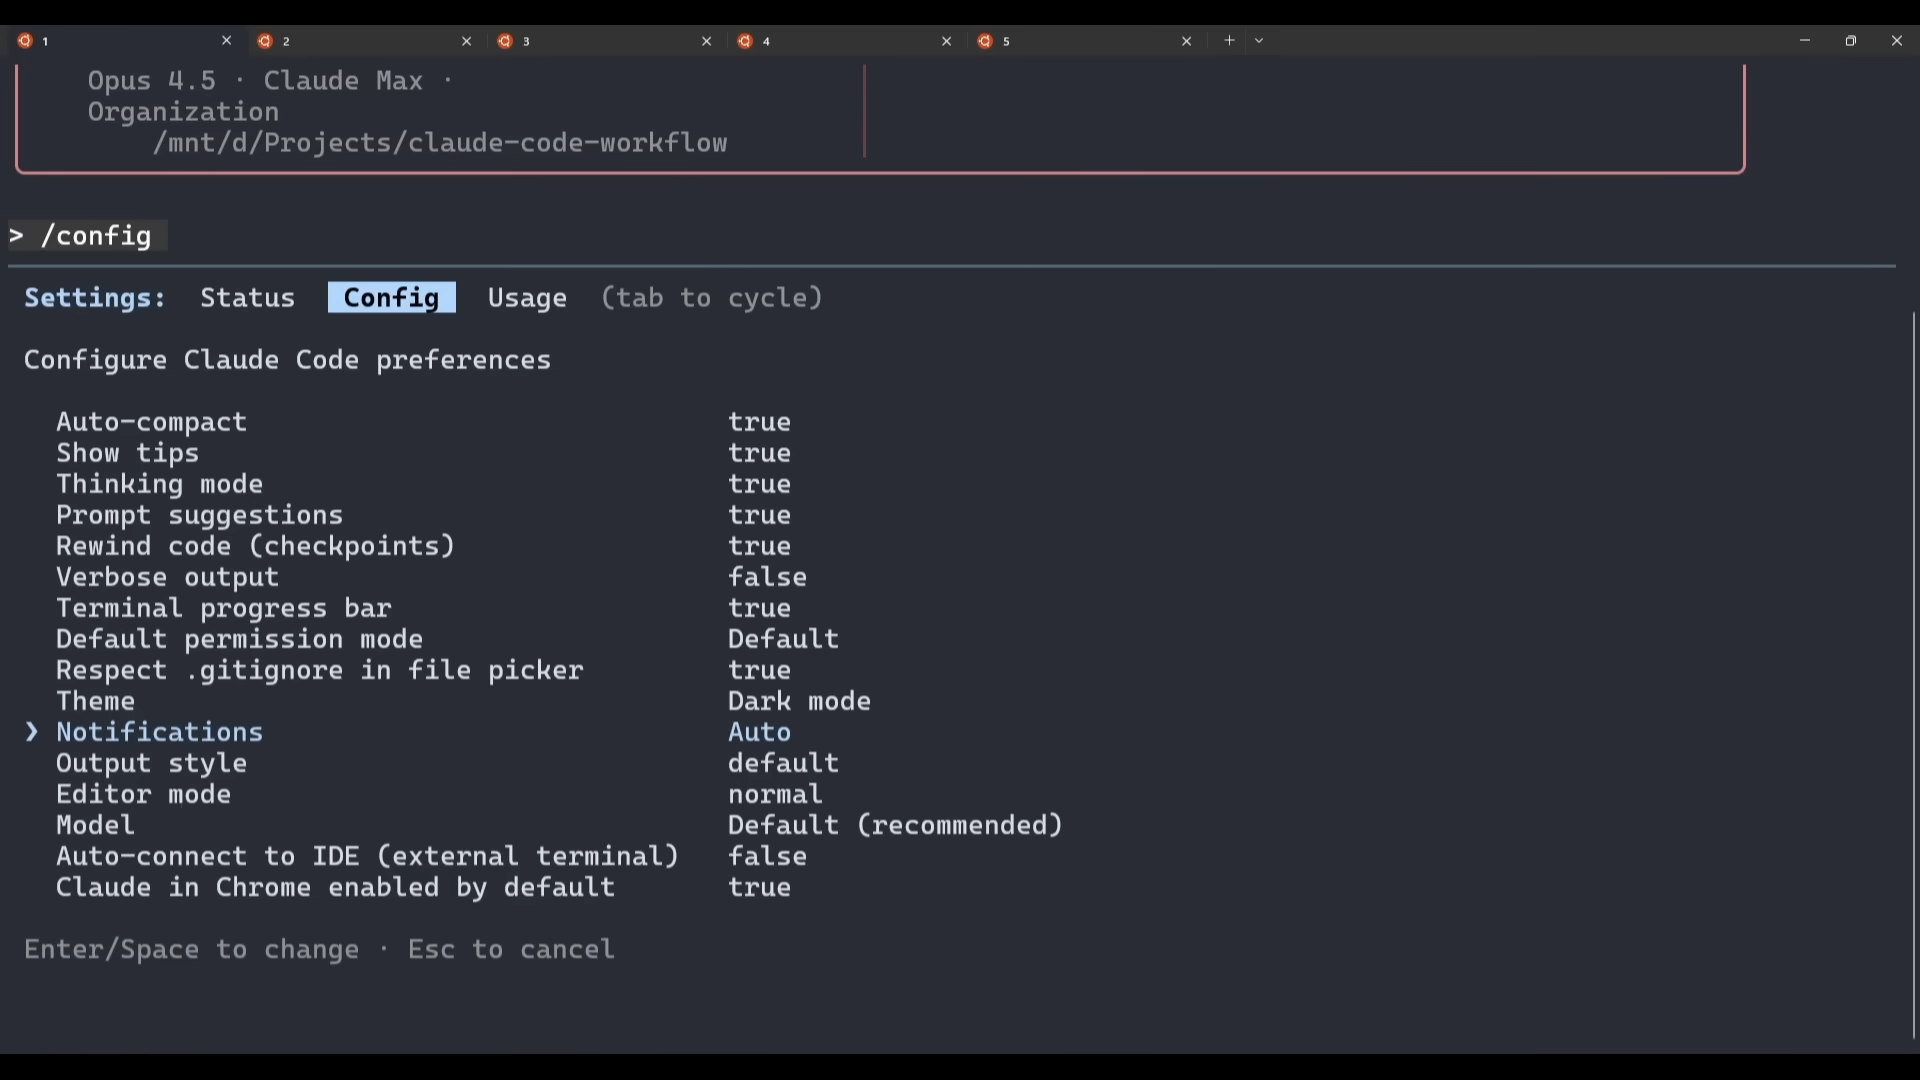 1 2 3 4 5
Opus 4.5 · Claude Max ·
Organization
/mnt/d/Projects/claude-code-workflow
> /config
Settings: Status Config Usage (tab to cycle)
Configure Claude Code preferences
Auto-compact true
Show tips true
Thinking mode true
Prompt suggestions true
Rewind code (checkpoints) true
Verbose output false
Terminal progress bar true
Default permission mode Default
Respect .gitignore in file picker true
Theme Dark mode
❯ Notifications Auto
Output style default
Editor mode normal
Model Default (recommended)
Auto-connect to IDE (external terminal) false
Claude in Chrome enabled by default true
Enter/Space to change · Esc to cancel